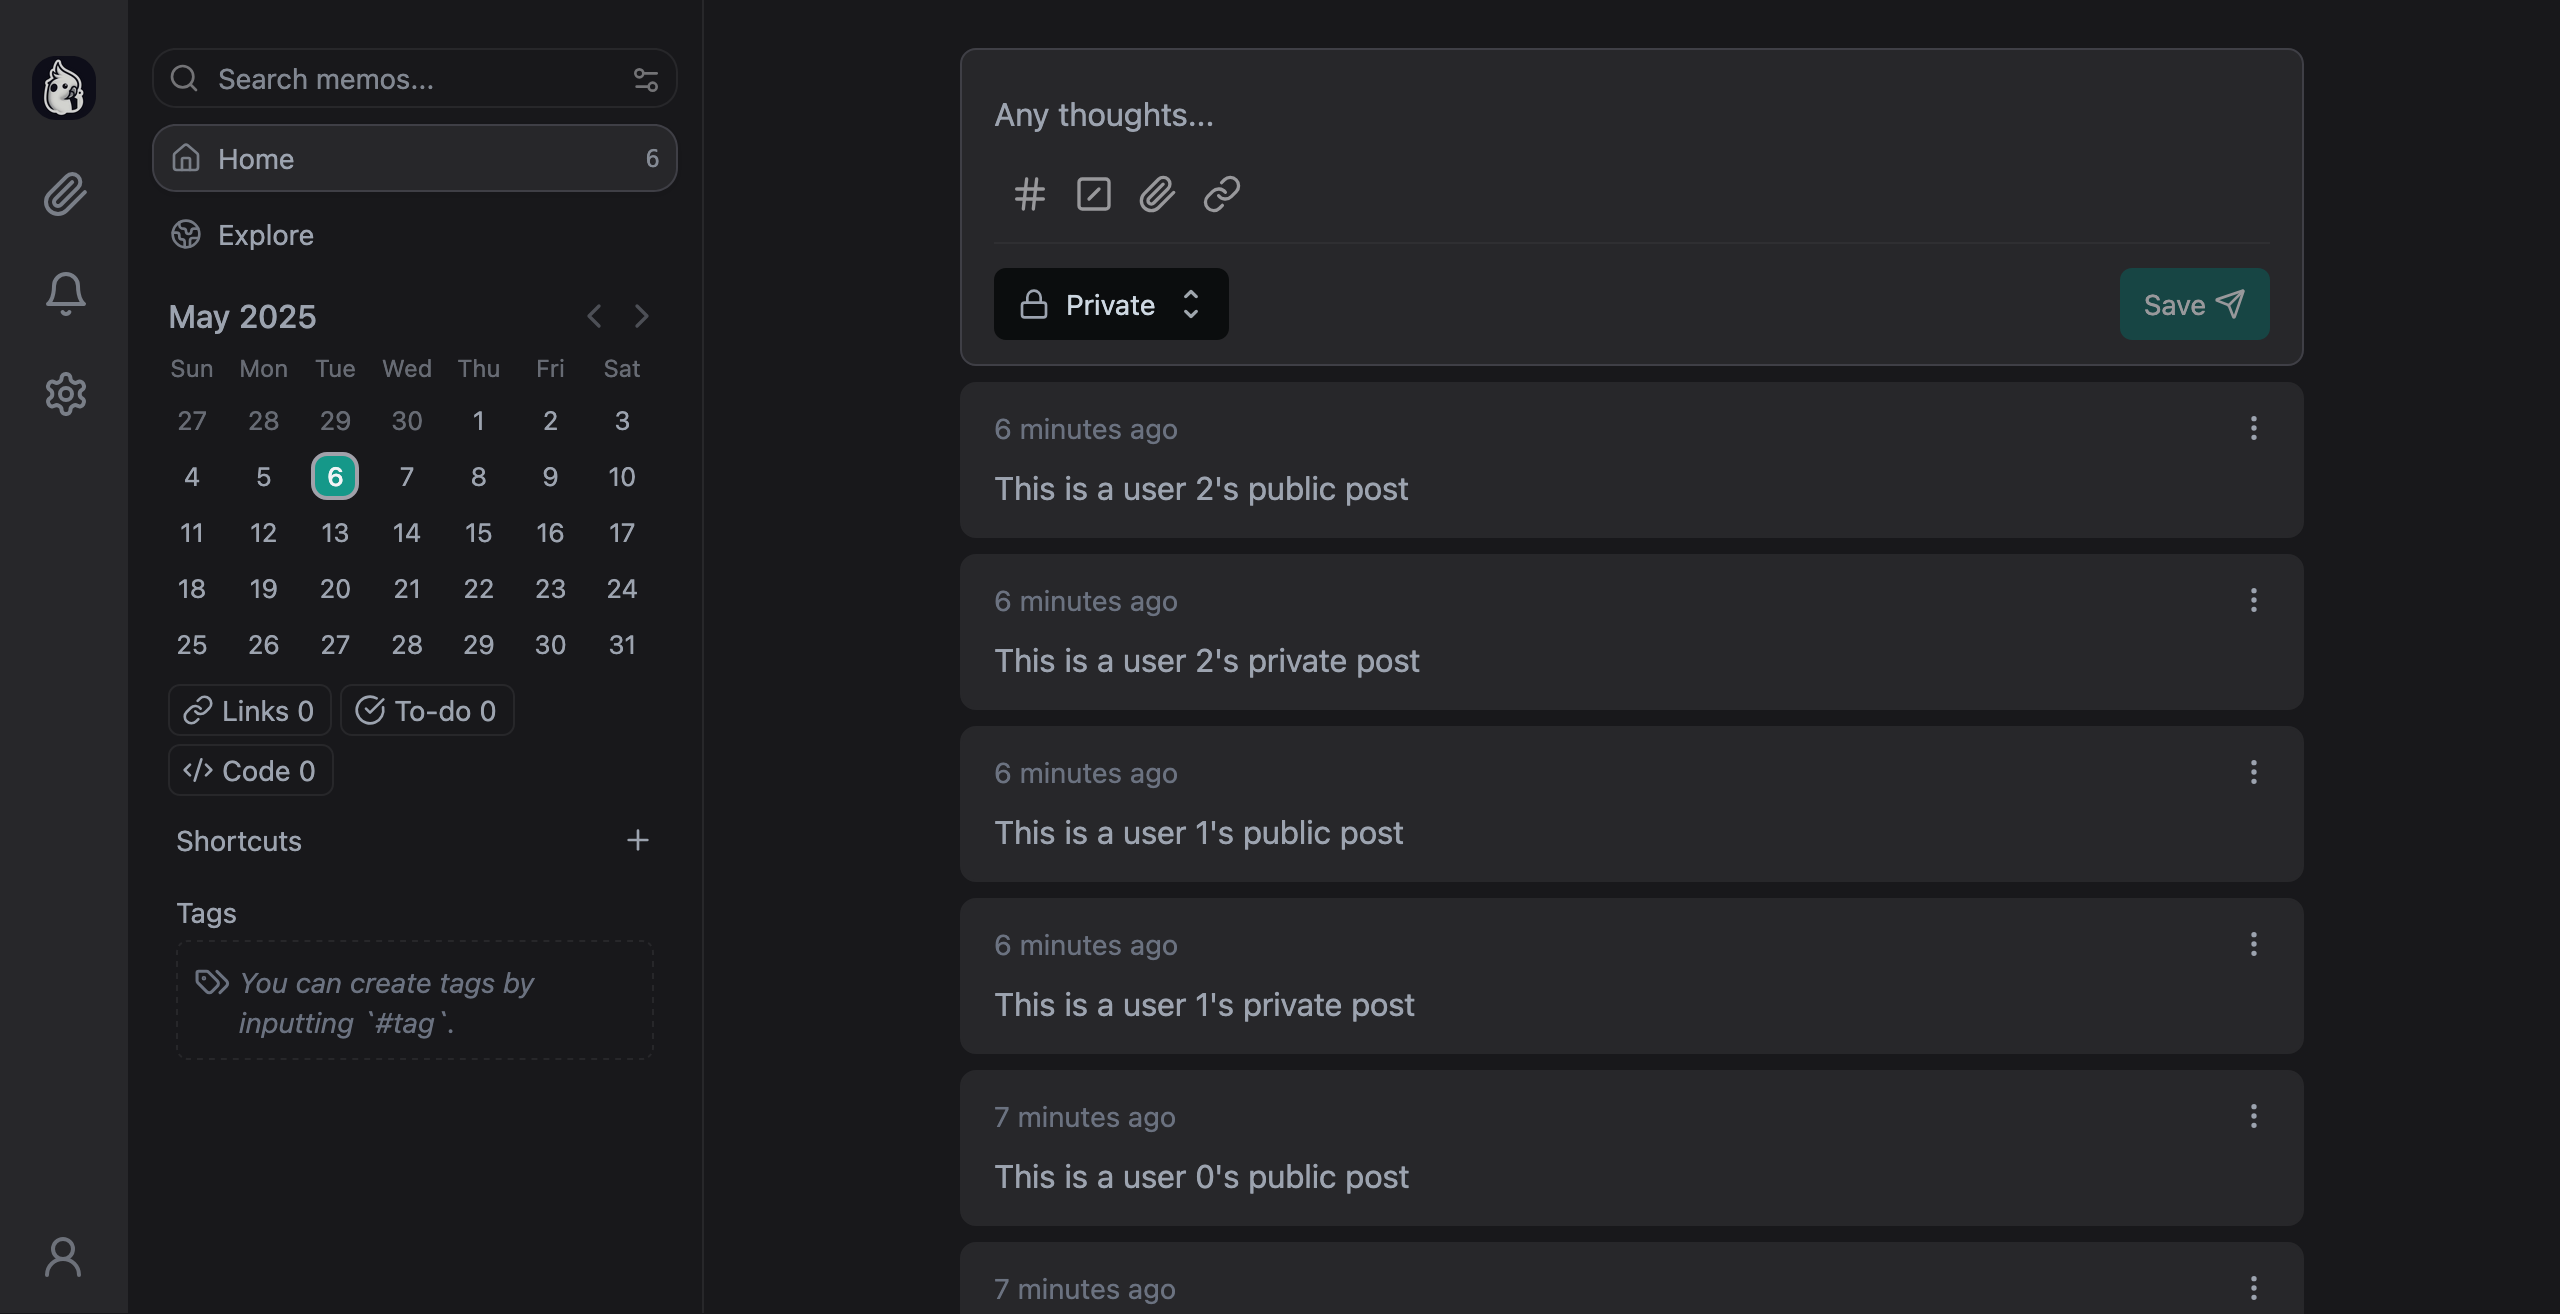 Search memos...
Home 6
Explore
May 2025
Sun Mon Tue Wed Thu Fri Sat
27 28 29 30 1 2 3
4 5 6 7 8 9 10
11 12 13 14 15 16 17
18 19 20 21 22 23 24
25 26 27 28 29 30 31
Links 0 To-do 0
Code 0
Shortcuts
Tags
You can create tags by
inputting `#tag`.
Any thoughts...
Private
Save
6 minutes ago
This is a user 2's public post
6 minutes ago
This is a user 2's private post
6 minutes ago
This is a user 1's public post
6 minutes ago
This is a user 1's private post
7 minutes ago
This is a user 0's public post
7 minutes ago